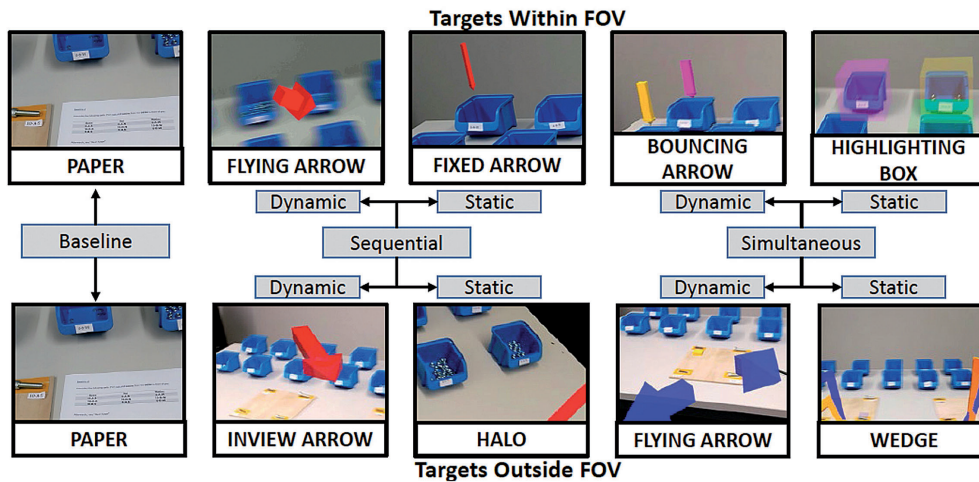 Targets Within FOV
PAPER
FLYING ARROW
FIXED ARROW
BOUNCING
ARROW
HIGHLIGHTING
BOX
Dynamic
Static
Dynamic
Static
Baseline
Sequential
Simultaneous
Dynamic
Static
Dynamic
Static
PAPER
INVIEW ARROW
HALO
FLYING ARROW
WEDGE
Targets Outside FOV